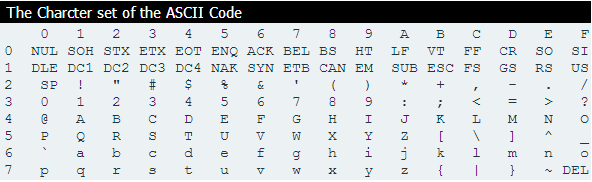 The Charcter set of the ASCII Code
0 1 2 3 4 5 6 7 8 9 A B C D E F
0 NUL SOH STX ETX EOT ENQ ACK BEL BS HT LF VT FF CR SO SI
1 DLE DC1 DC2 DC3 DC4 NAK SYN ETB CAN EM SUB ESC FS GS RS US
2 SP ! " # $ % & ' ( ) * + , - . /
3 0 1 2 3 4 5 6 7 8 9 : ; < = > ?
4 @ A B C D E F G H I J K L M N O
5 P Q R S T U V W X Y Z [ \ ] ^ _
6 ` a b c d e f g h i j k l m n o
7 p q r s t u v w x y z { | } ~ DEL